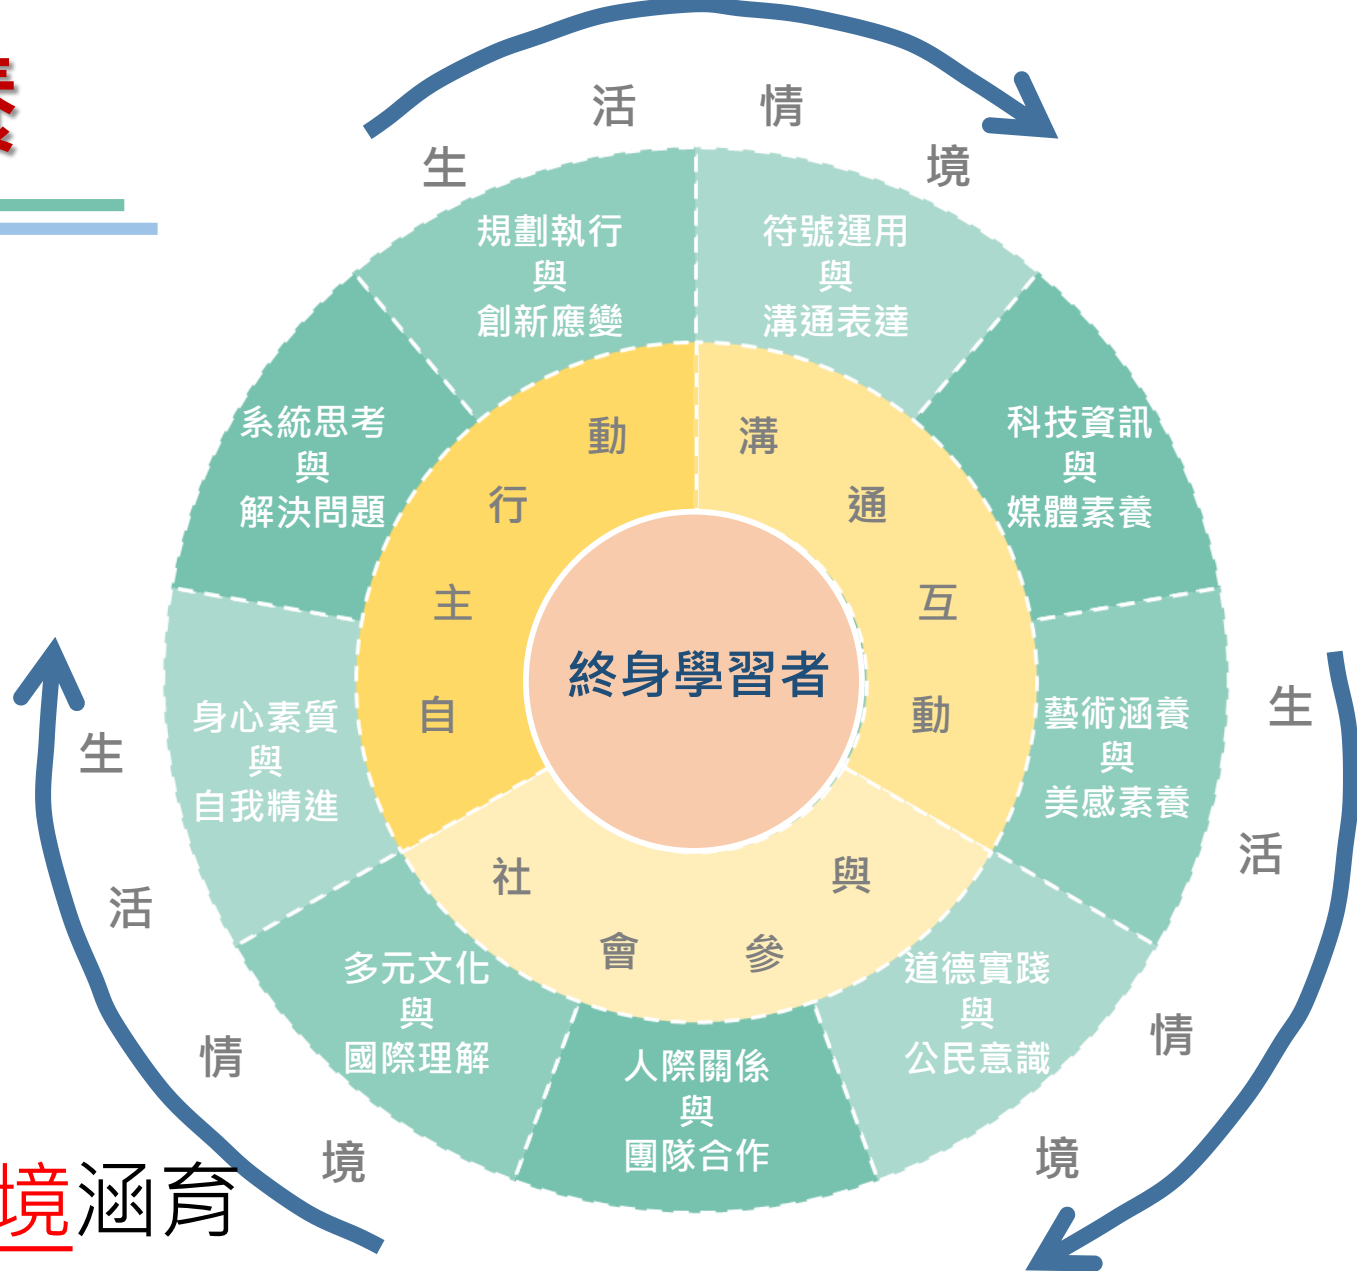 生活情境
規劃執行
與
創新應變
符號運用
與
溝通表達
系統思考
與
解決問題
科技資訊
與
媒體素養
身心素質
與
自我精進
藝術涵養
與
美感素養
多元文化
與
國際理解
人際關係
與
團隊合作
道德實踐
與
公民意識
自主行動
溝通互動
社會參與
終身學習者
生活情境
生活情境
境涵育